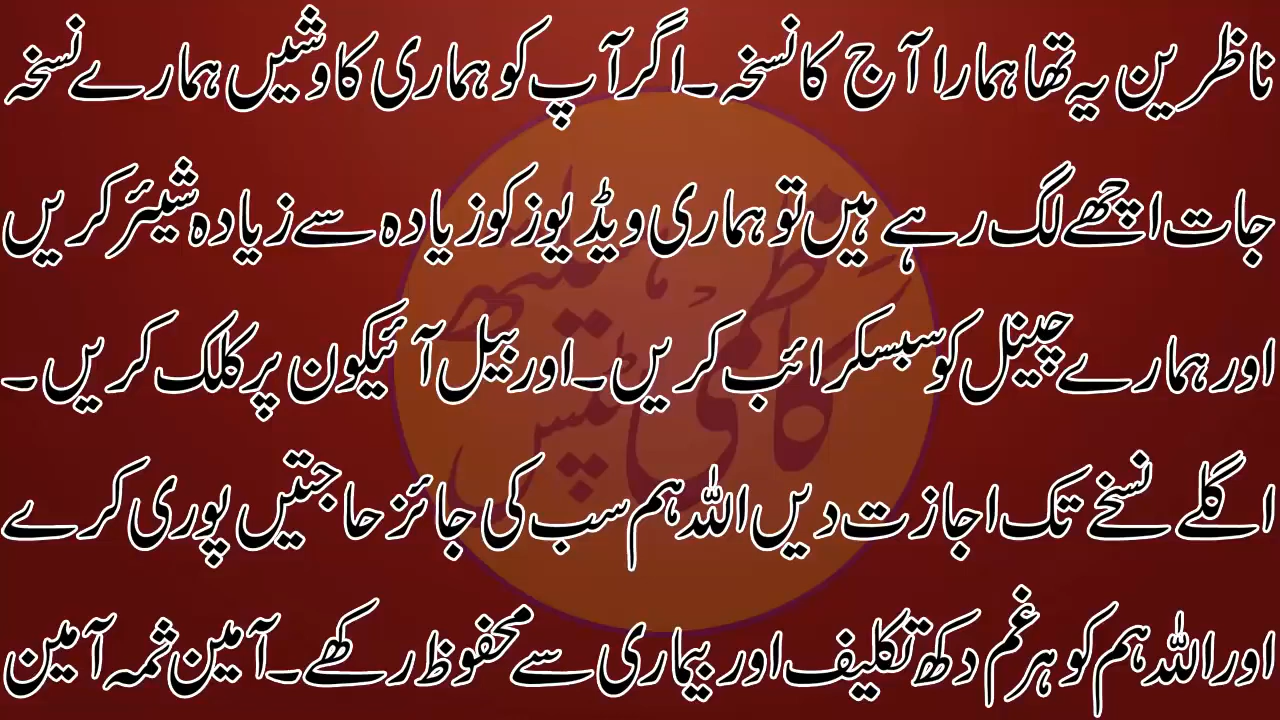 ناظرین یہ تھا ہمارا آج کا نسخہ۔ اگر آپ کو ہماری کاوشیں ہمارے نسخہ
جات اچھے لگ رہے ہیں تو ہماری ویڈیوز کو زیادہ سے زیادہ شیئر کریں
اور ہمارے چینل کو سبسکرائب کریں۔ اور بیل آئیکون پر کلک کریں۔
اگلے نسخے تک اجازت دیں اللہ ہم سب کی جائز حاجتیں پوری کرے
اور اللہ ہم کو ہر غم دکھ تکلیف اور بیماری سے محفوظ رکھے۔ آمین ثمہ آمین
کاظمی ہیلتھ
ٹپس